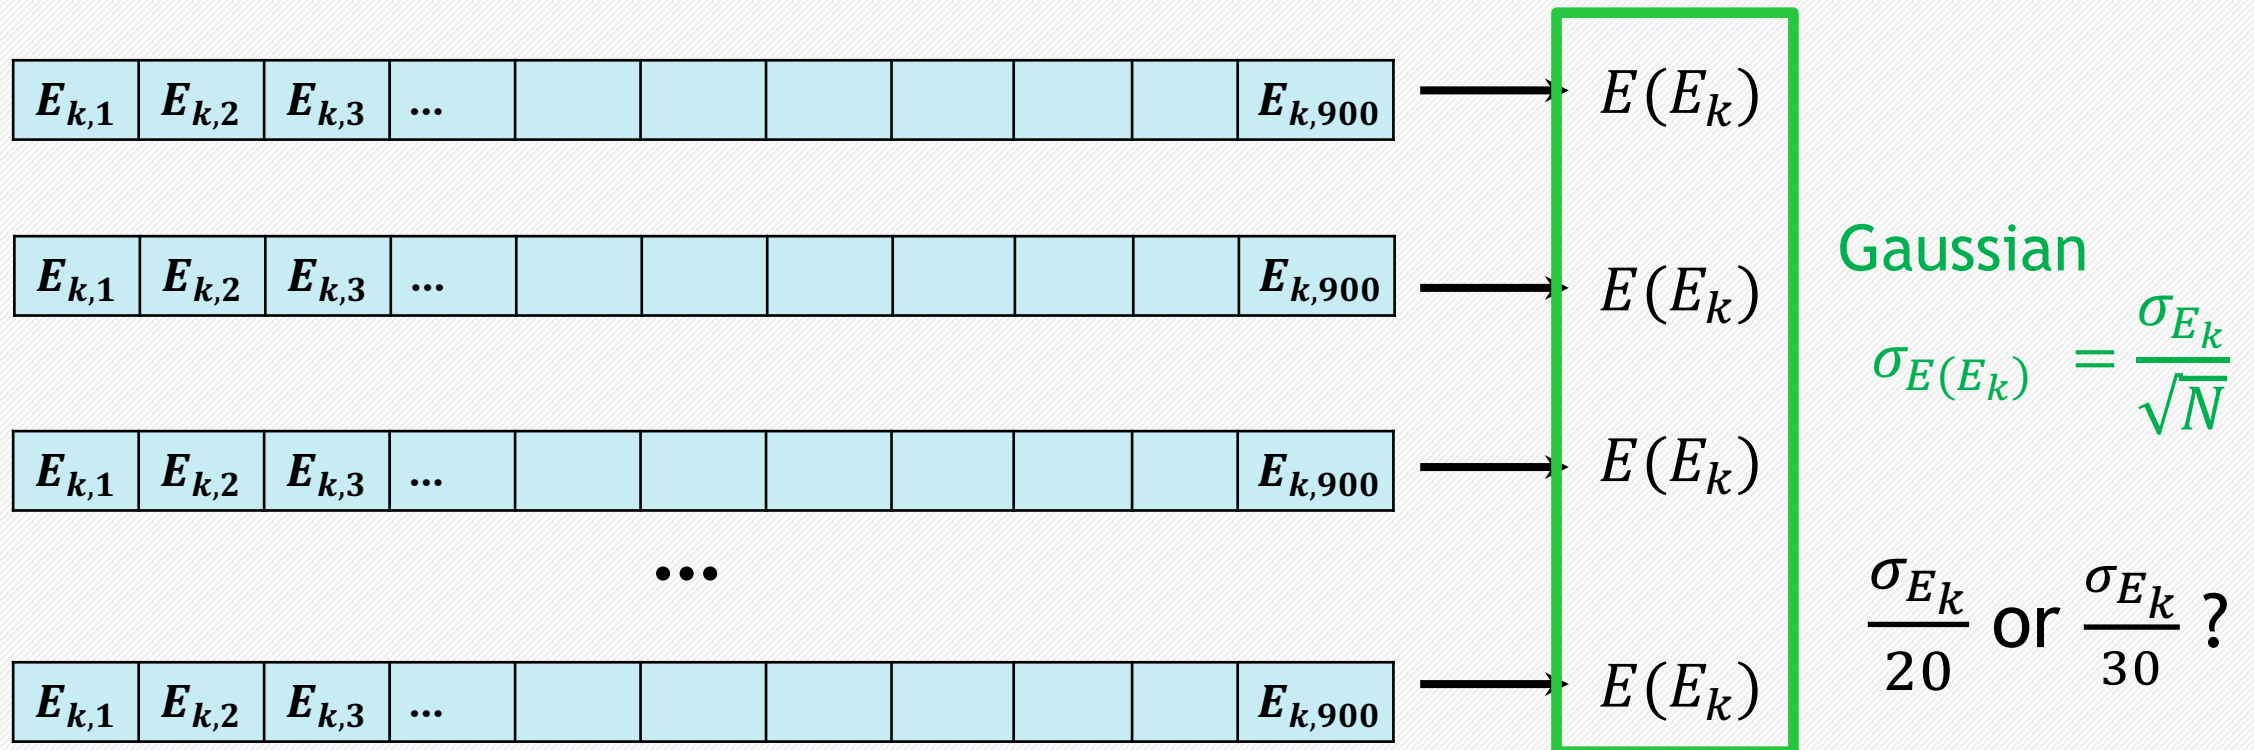 E_{k,1} E_{k,2} E_{k,3} ... E_{k,900} E(E_k)
E_{k,1} E_{k,2} E_{k,3} ... E_{k,900} E(E_k)
Gaussian
σ_{E(E_k)} = σ_{E_k} / √N
E_{k,1} E_{k,2} E_{k,3} ... E_{k,900} E(E_k)
...
σ_{E_k} / 20 or σ_{E_k} / 30 ?
E_{k,1} E_{k,2} E_{k,3} ... E_{k,900} E(E_k)